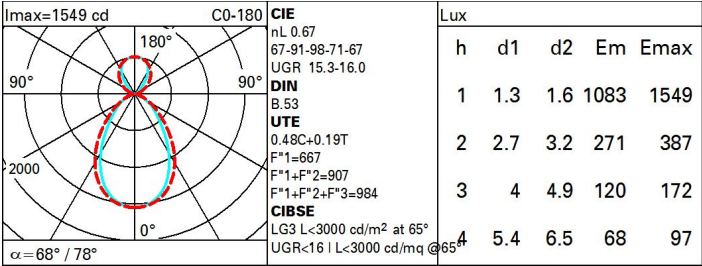 Imax=1549 cd C0-180
180°
90° 90°
2000
0°
α=68° / 78°
CIE
nL 0.67
67-91-98-71-67
UGR 15.3-16.0
DIN
B.53
UTE
0.48C+0.19T
F"1=667
F"1+F"2=907
F"1+F"2+F"3=984
CIBSE
LG3 L<3000 cd/m² at 65°
UGR<16 | L<3000 cd/mq @65°
Lux
h d1 d2 Em Emax
1 1.3 1.6 1083 1549
2 2.7 3.2 271 387
3 4 4.9 120 172
4 5.4 6.5 68 97